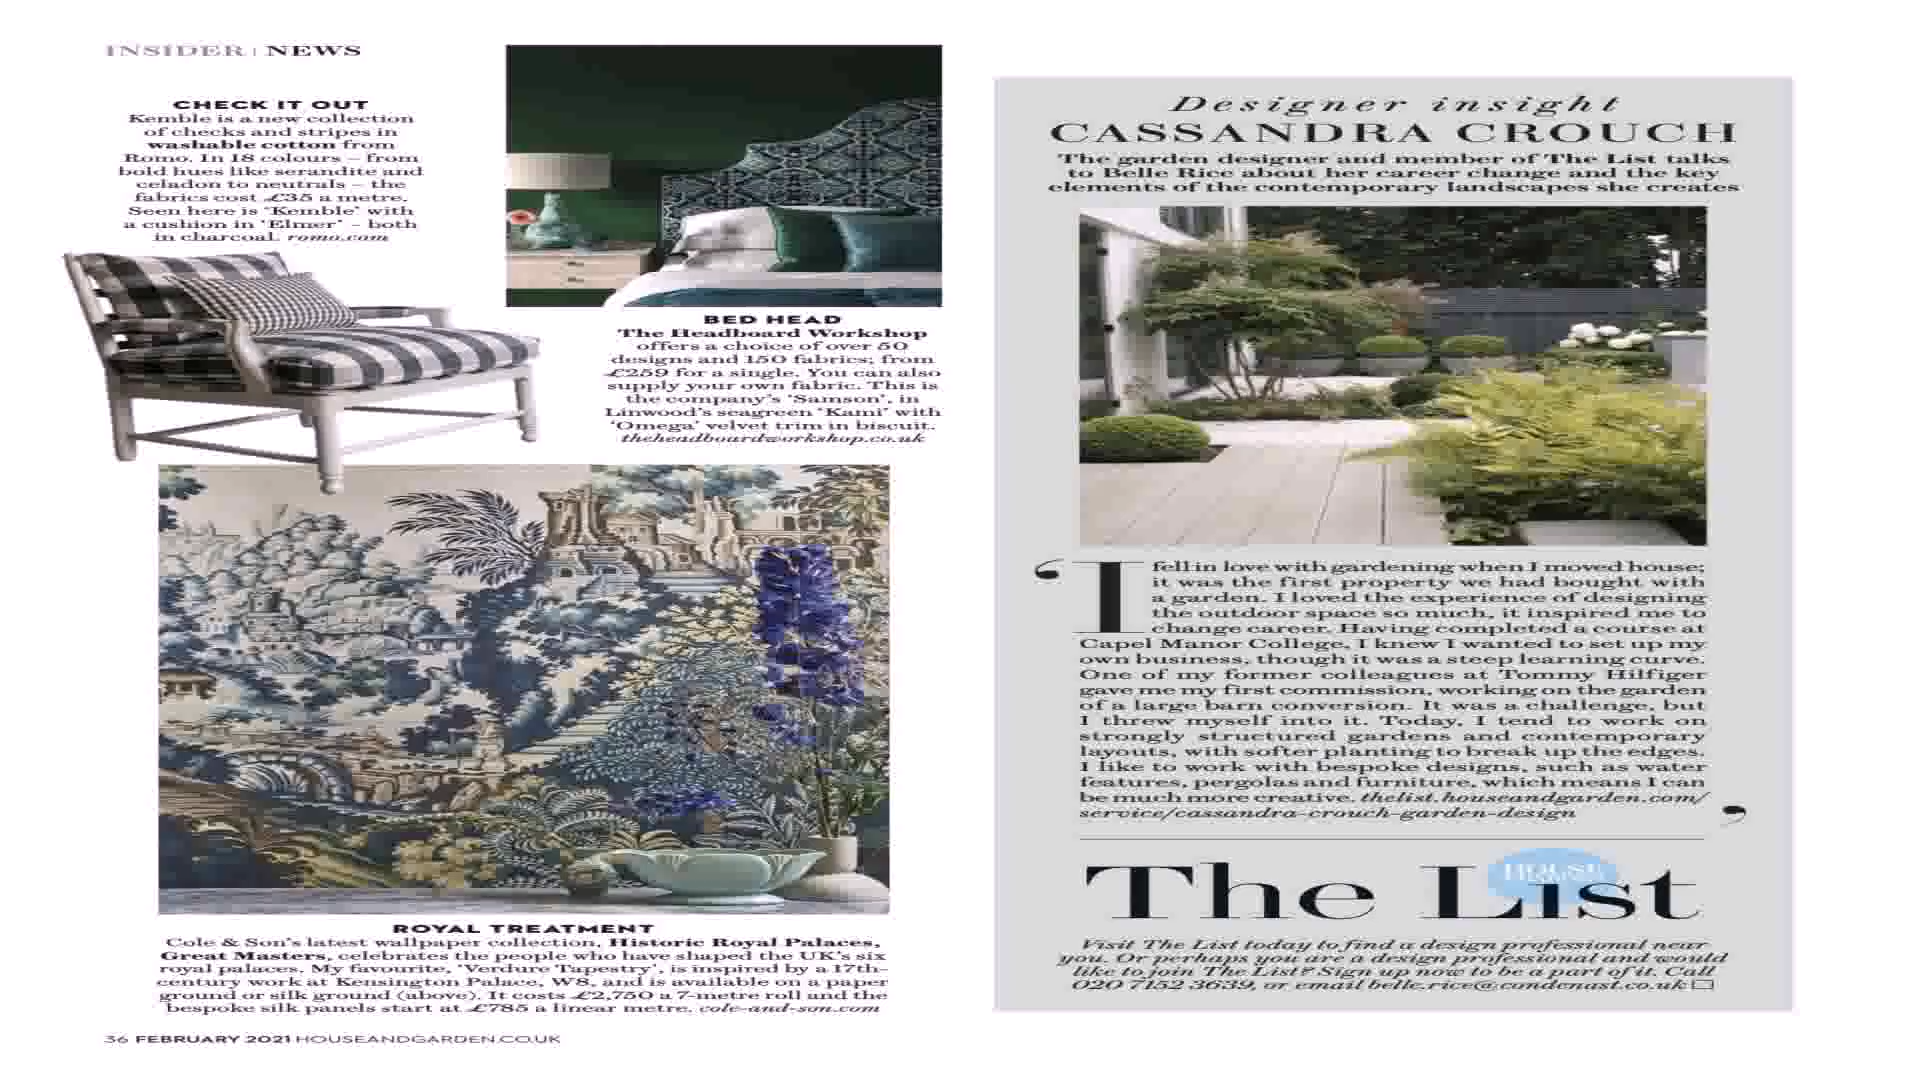 INSIDER | NEWS
CHECK IT OUT
Kemble is a new collection
of checks and stripes in
washable cotton from
Romo. In 18 colours – from
bold hues like serandite and
celadon to neutrals – the
fabrics cost £35 a metre.
Seen here is ‘Kemble’ with
a cushion in ‘Elmer’ – both
in charcoal. romo.com
BED HEAD
The Headboard Workshop
offers a choice of over 50
designs and 150 fabrics; from
£259 for a single. You can also
supply your own fabric. This is
the company’s ‘Samson’, in
Linwood’s seagreen ‘Kami’ with
‘Omega’ velvet trim in biscuit.
theheadboardworkshop.co.uk
ROYAL TREATMENT
Cole & Son’s latest wallpaper collection, Historic Royal Palaces,
Great Masters, celebrates the people who have shaped the UK’s six
royal palaces. My favourite, ‘Verdure Tapestry’, is inspired by a 17th-
century work at Kensington Palace, W8, and is available on a paper
ground or silk ground (above). It costs £2,750 a 7-metre roll and the
bespoke silk panels start at £785 a linear metre. cole-and-son.com
36 FEBRUARY 2021 HOUSEANDGARDEN.CO.UK
Designer insight
CASSANDRA CROUCH
The garden designer and member of The List talks
to Belle Rice about her career change and the key
elements of the contemporary landscapes she creates
‘I fell in love with gardening when I moved house;
it was the first property we had bought with
a garden. I loved the experience of designing
the outdoor space so much, it inspired me to
change career. Having completed a course at
Capel Manor College, I knew I wanted to set up my
own business, though it was a steep learning curve.
One of my former colleagues at Tommy Hilfiger
gave me my first commission, working on the garden
of a large barn conversion. It was a challenge, but
I threw myself into it. Today, I tend to work on
strongly structured gardens and contemporary
layouts, with softer planting to break up the edges.
I like to work with bespoke designs, such as water
features, pergolas and furniture, which means I can
be much more creative. thelist.houseandgarden.com/
service/cassandra-crouch-garden-design ’
HOUSE
The List
Visit The List today to find a design professional near
you. Or perhaps you are a design professional and would
like to join The List? Sign up now to be a part of it. Call
020 7152 3639, or email belle.rice@condenast.co.uk